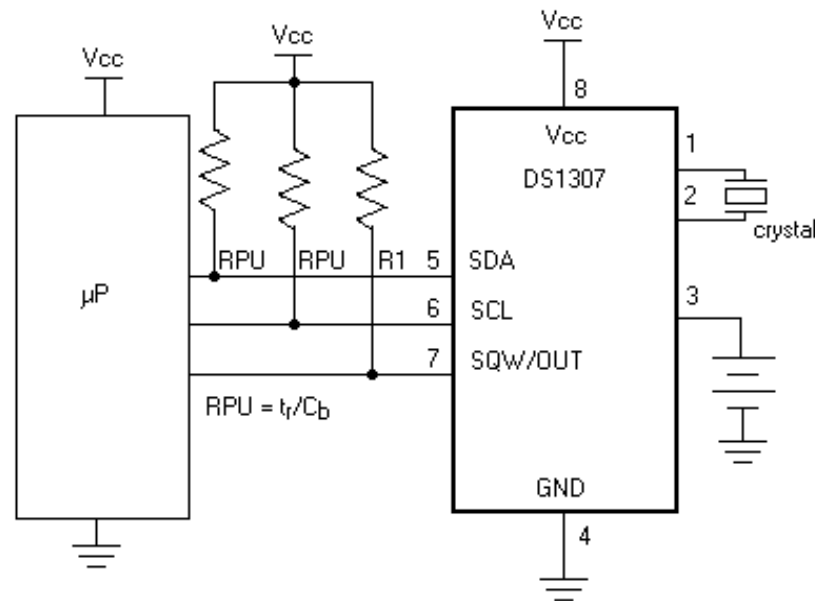 Vcc
Vcc
Vcc
8
Vcc
DS1307
1
2
crystal
RPU RPU R1 5 SDA
3
μP
6 SCL
7 SQW/OUT
RPU = tr/Cb
GND
4